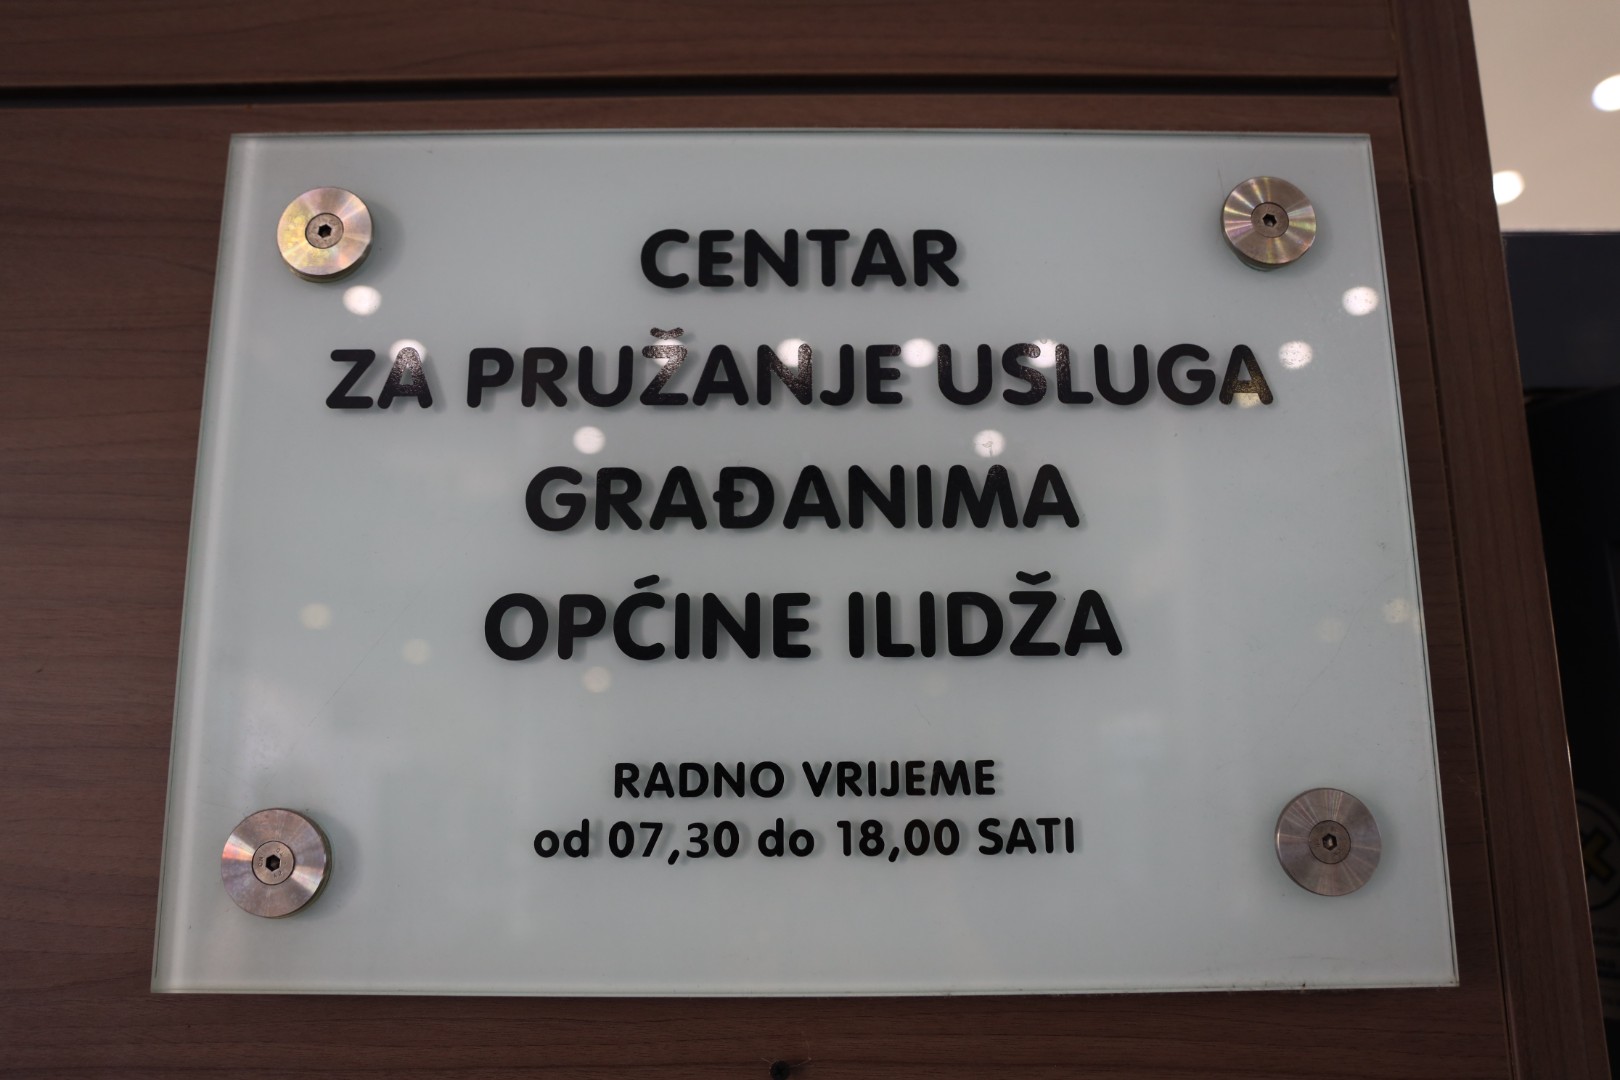 CENTAR
ZA PRUŽANJE USLUGA
GRAĐANIMA
OPĆINE ILIDŽA
RADNO VRIJEME
od 07,30 do 18,00 SATI